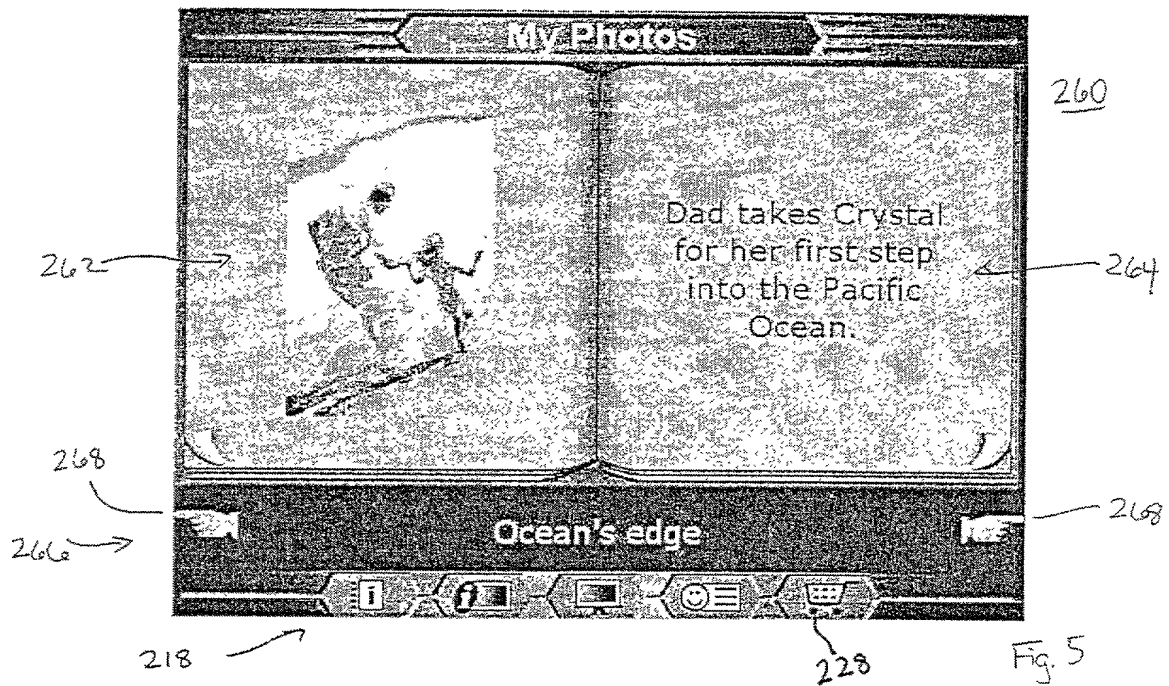 My Photos
260
Dad takes Crystal
for her first step
into the Pacific
Ocean.
262
264
268
268
Ocean's edge
266
i
f
218
228
Fig. 5